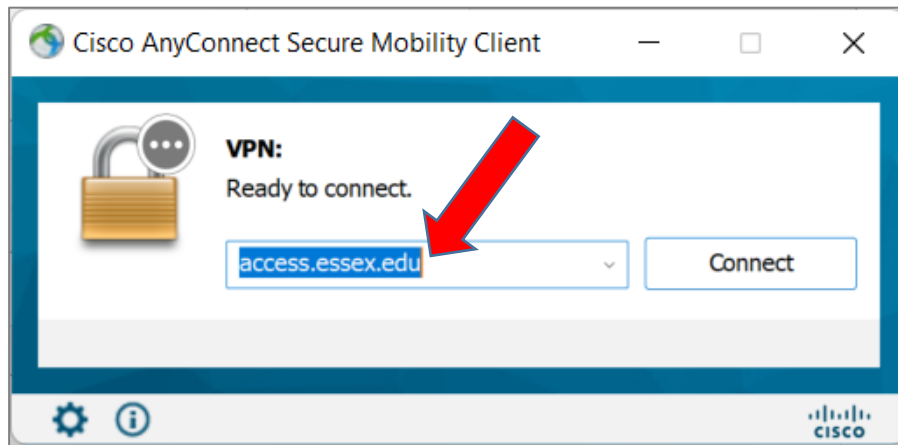 Cisco AnyConnect Secure Mobility Client
VPN:
Ready to connect.
access.essex.edu
Connect
CISCO